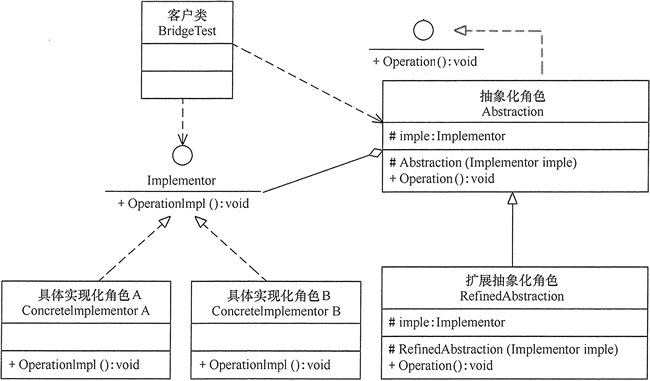 客户类
BridgeTest
+ Operation():void
抽象化角色
Abstraction
# imple:Implementor
# Abstraction (Implementor imple)
+ Operation():void
Implementor
+ OperationImpl():void
具体实现化角色A
ConcreteImplementor A
+ OperationImpl():void
具体实现化角色B
ConcreteImplementor B
+ OperationImpl():void
扩展抽象化角色
RefinedAbstraction
# imple:Implementor
# RefinedAbstraction (Implementor imple)
+ Operation():void